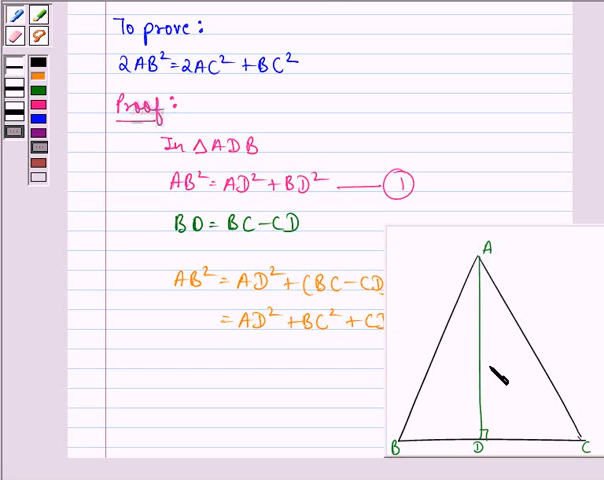 To prove:
2AB² = 2AC² + BC²
Proof:
In △ADB
AB² = AD² + BD² —— ①
BD = BC - CD
AB² = AD² + (BC - CD)
= AD² + BC² +
A
B
D
C